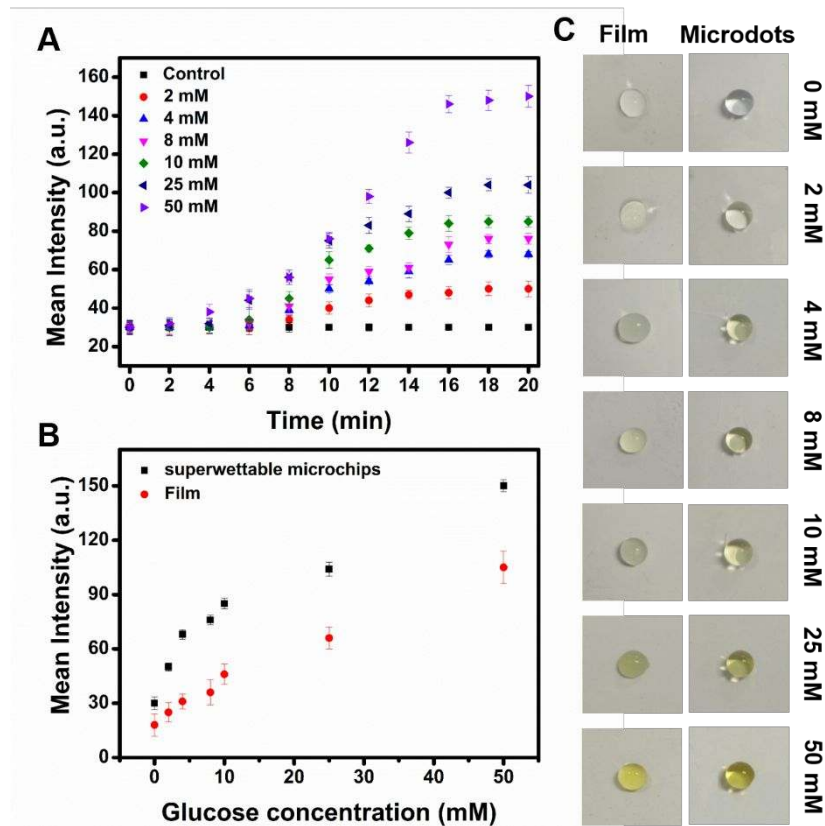 A
Mean Intensity (a.u.)
160
140
120
100
80
60
40
20
Control
2 mM
4 mM
8 mM
10 mM
25 mM
50 mM
0 2 4 6 8 10 12 14 16 18 20
Time (min)
B
Mean Intensity (a.u.)
150
120
90
60
30
0
superwettable microchips
Film
0 10 20 30 40 50
Glucose concentration (mM)
C
Film Microdots
0 mM
2 mM
4 mM
8 mM
10 mM
25 mM
50 mM